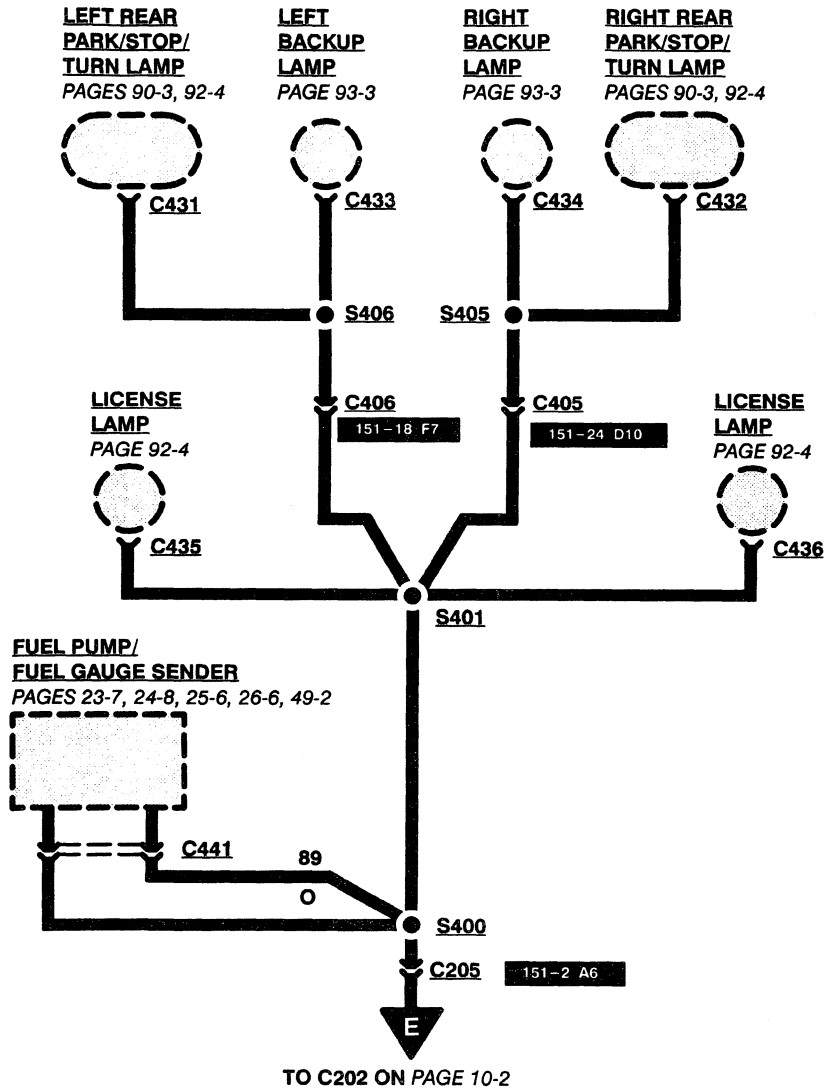 LEFT REAR
PARK/STOP/
TURN LAMP
PAGES 90-3, 92-4
LEFT
BACKUP
LAMP
PAGE 93-3
RIGHT
BACKUP
LAMP
PAGE 93-3
RIGHT REAR
PARK/STOP/
TURN LAMP
PAGES 90-3, 92-4
C431
C433
C434
C432
S406
S405
LICENSE
LAMP
PAGE 92-4
C406
151-18 F7
C405
151-24 D10
LICENSE
LAMP
PAGE 92-4
C435
C436
S401
FUEL PUMP/
FUEL GAUGE SENDER
PAGES 23-7, 24-8, 25-6, 26-6, 49-2
C441
89
O
S400
C205
151-2 A6
E
TO C202 ON PAGE 10-2